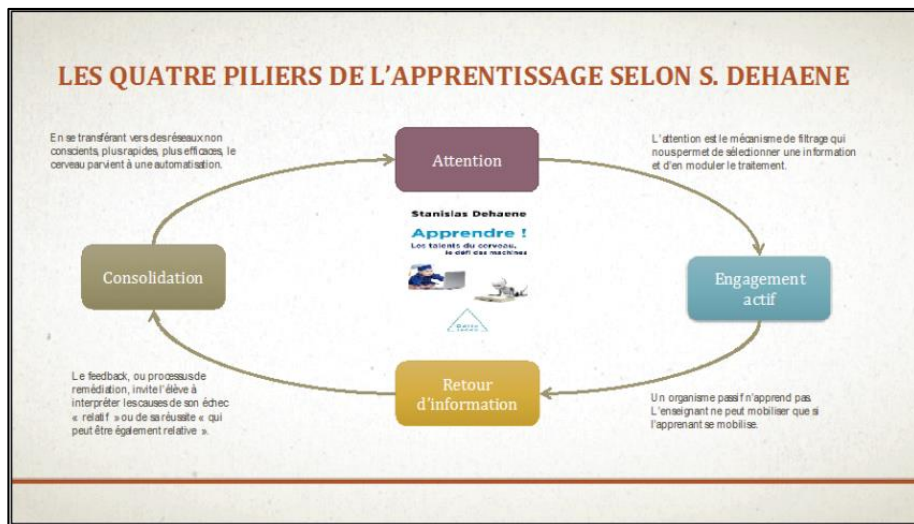 LES QUATRE PILIERS DE L'APPRENTISSAGE SELON S. DEHAENE
En se transférant vers des réseaux non
conscients, plus rapides, plus efficaces, le
cerveau parvient à une automatisation.
Attention
L'attention est le mécanisme de filtrage qui
nous permet de sélectionner une information
et d'en moduler le traitement.
Stanislas Dehaene
Apprendre !
Les talents du cerveau,
le défi des machines
Consolidation
Engagement
actif
Le feedback, ou processus de
remédiation, invite l'élève à
interpréter les causes de son échec
« relatif » ou de sa réussite « qui
peut être également relative ».
Retour
d'information
Un organisme passif n'apprend pas.
L'enseignant ne peut mobiliser que si
l'apprenant se mobilise.